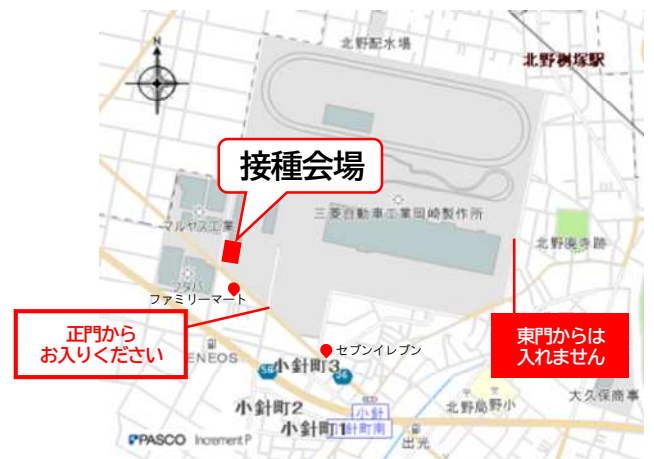 北野配水場
北野桝塚駅
N
接種会場
三菱自動車工業岡崎製作所
マルヤス工業
北野廃寺跡
フタバ
ファミリーマート
正門から
お入りください
東門からは
入れません
ENEOS
セブンイレブン
56
小針町3
56
小針町2
小針
北野島野小
大久保商事
小針町1
針町南
出光
PASCO Increment P